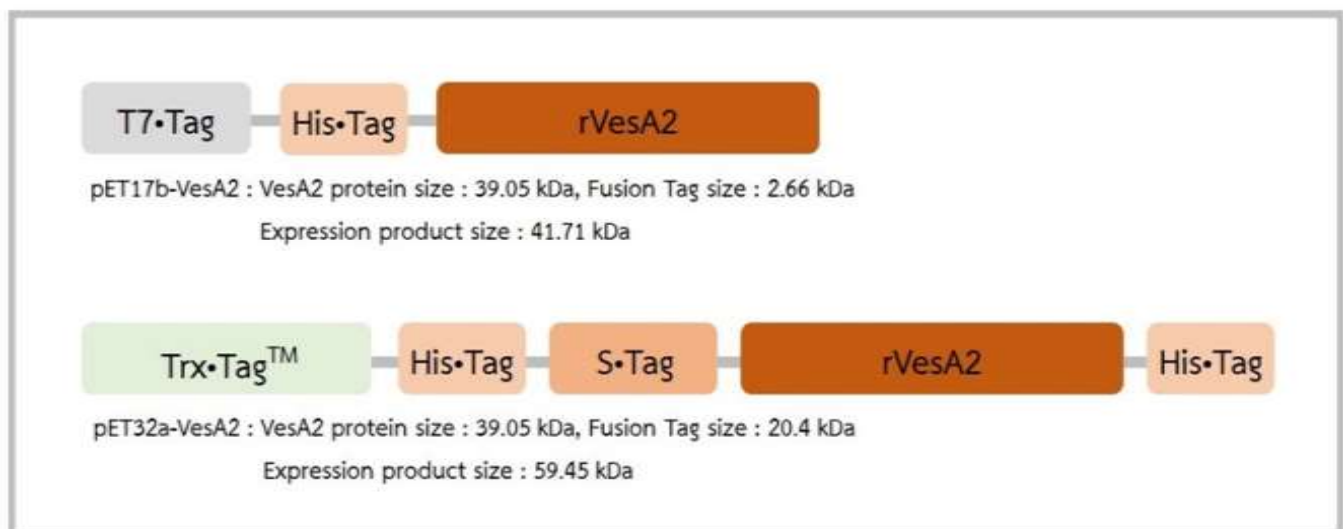 T7•Tag His•Tag rVesA2
pET17b-VesA2 : VesA2 protein size : 39.05 kDa, Fusion Tag size : 2.66 kDa
Expression product size : 41.71 kDa
Trx•Tag™ His•Tag S•Tag rVesA2 His•Tag
pET32a-VesA2 : VesA2 protein size : 39.05 kDa, Fusion Tag size : 20.4 kDa
Expression product size : 59.45 kDa